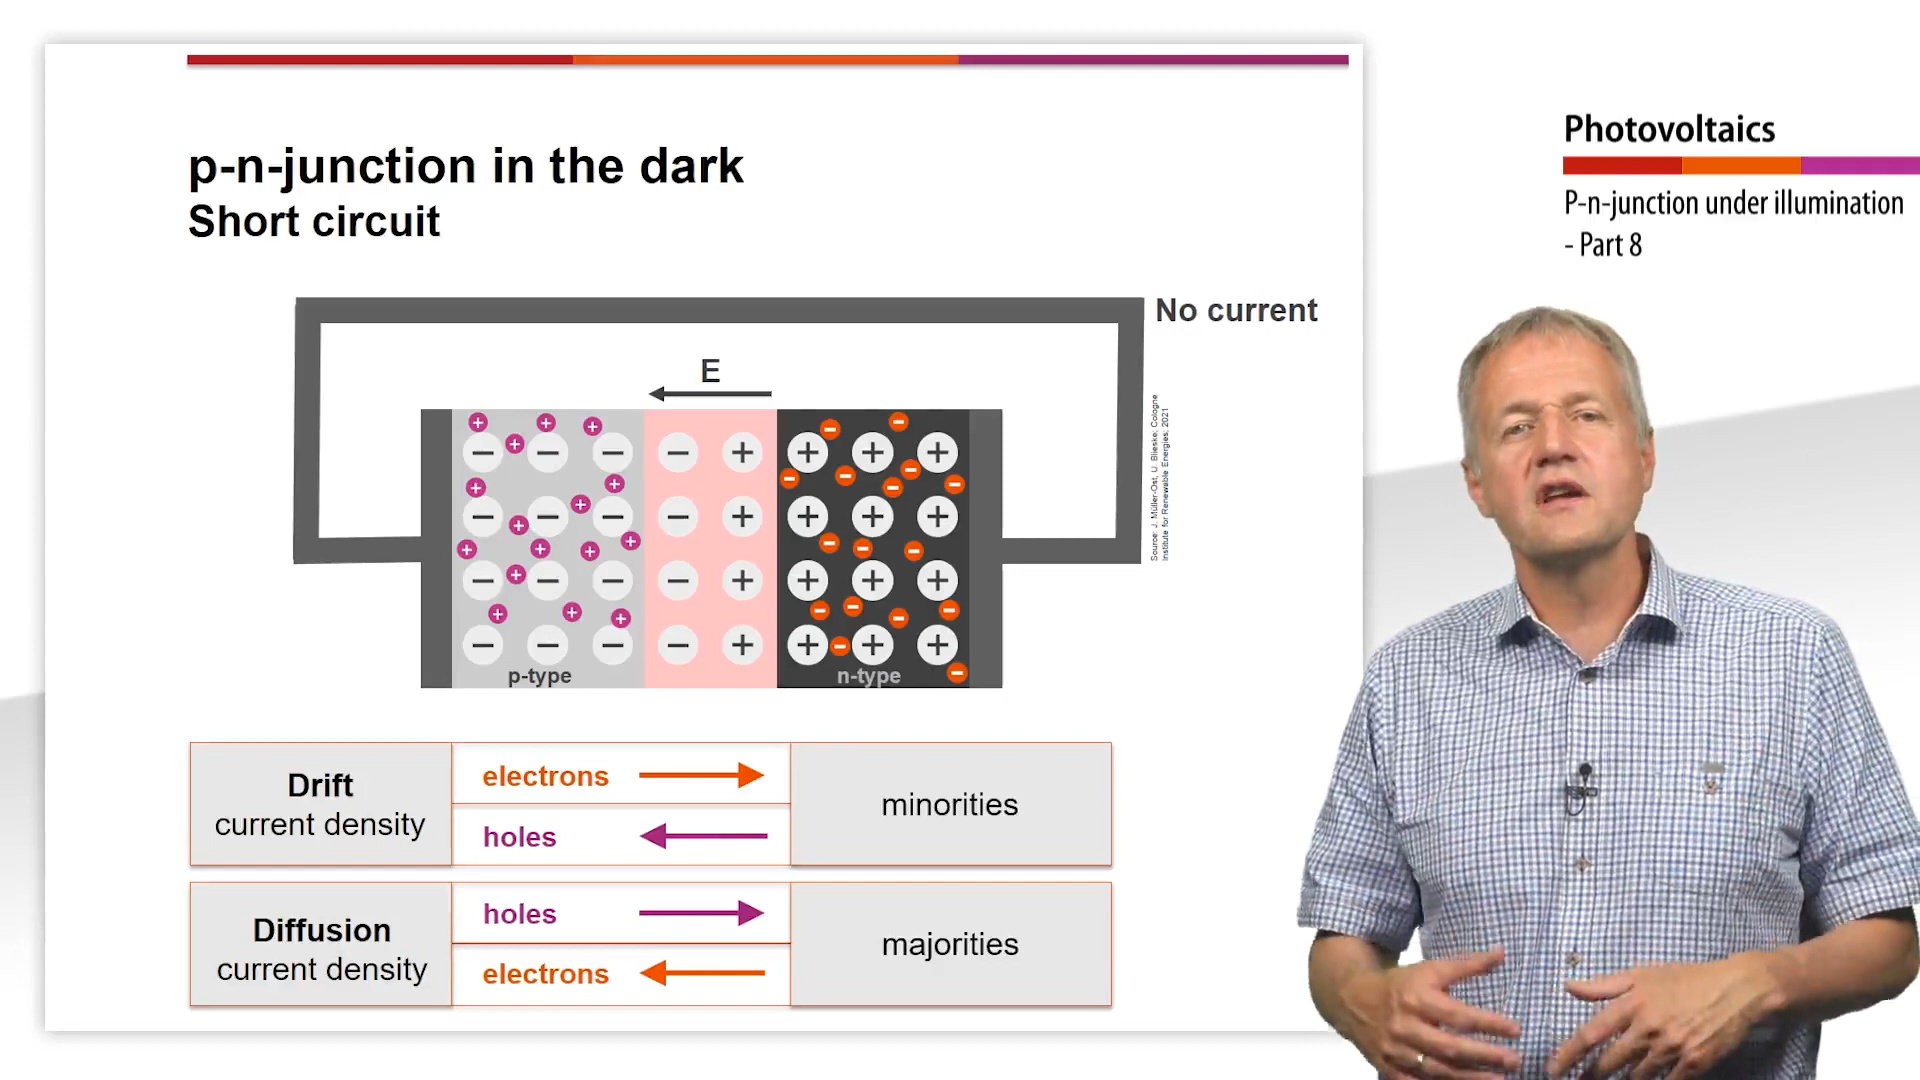 p-n-junction in the dark
Short circuit
No current
E
p-type
n-type
Source: J. Müller-Ost, U. Blieske; Cologne
Institute for Renewable Energies; 2021
Drift
current density
electrons
holes
minorities
Diffusion
current density
holes
electrons
majorities
Photovoltaics
P-n-junction under illumination
- Part 8